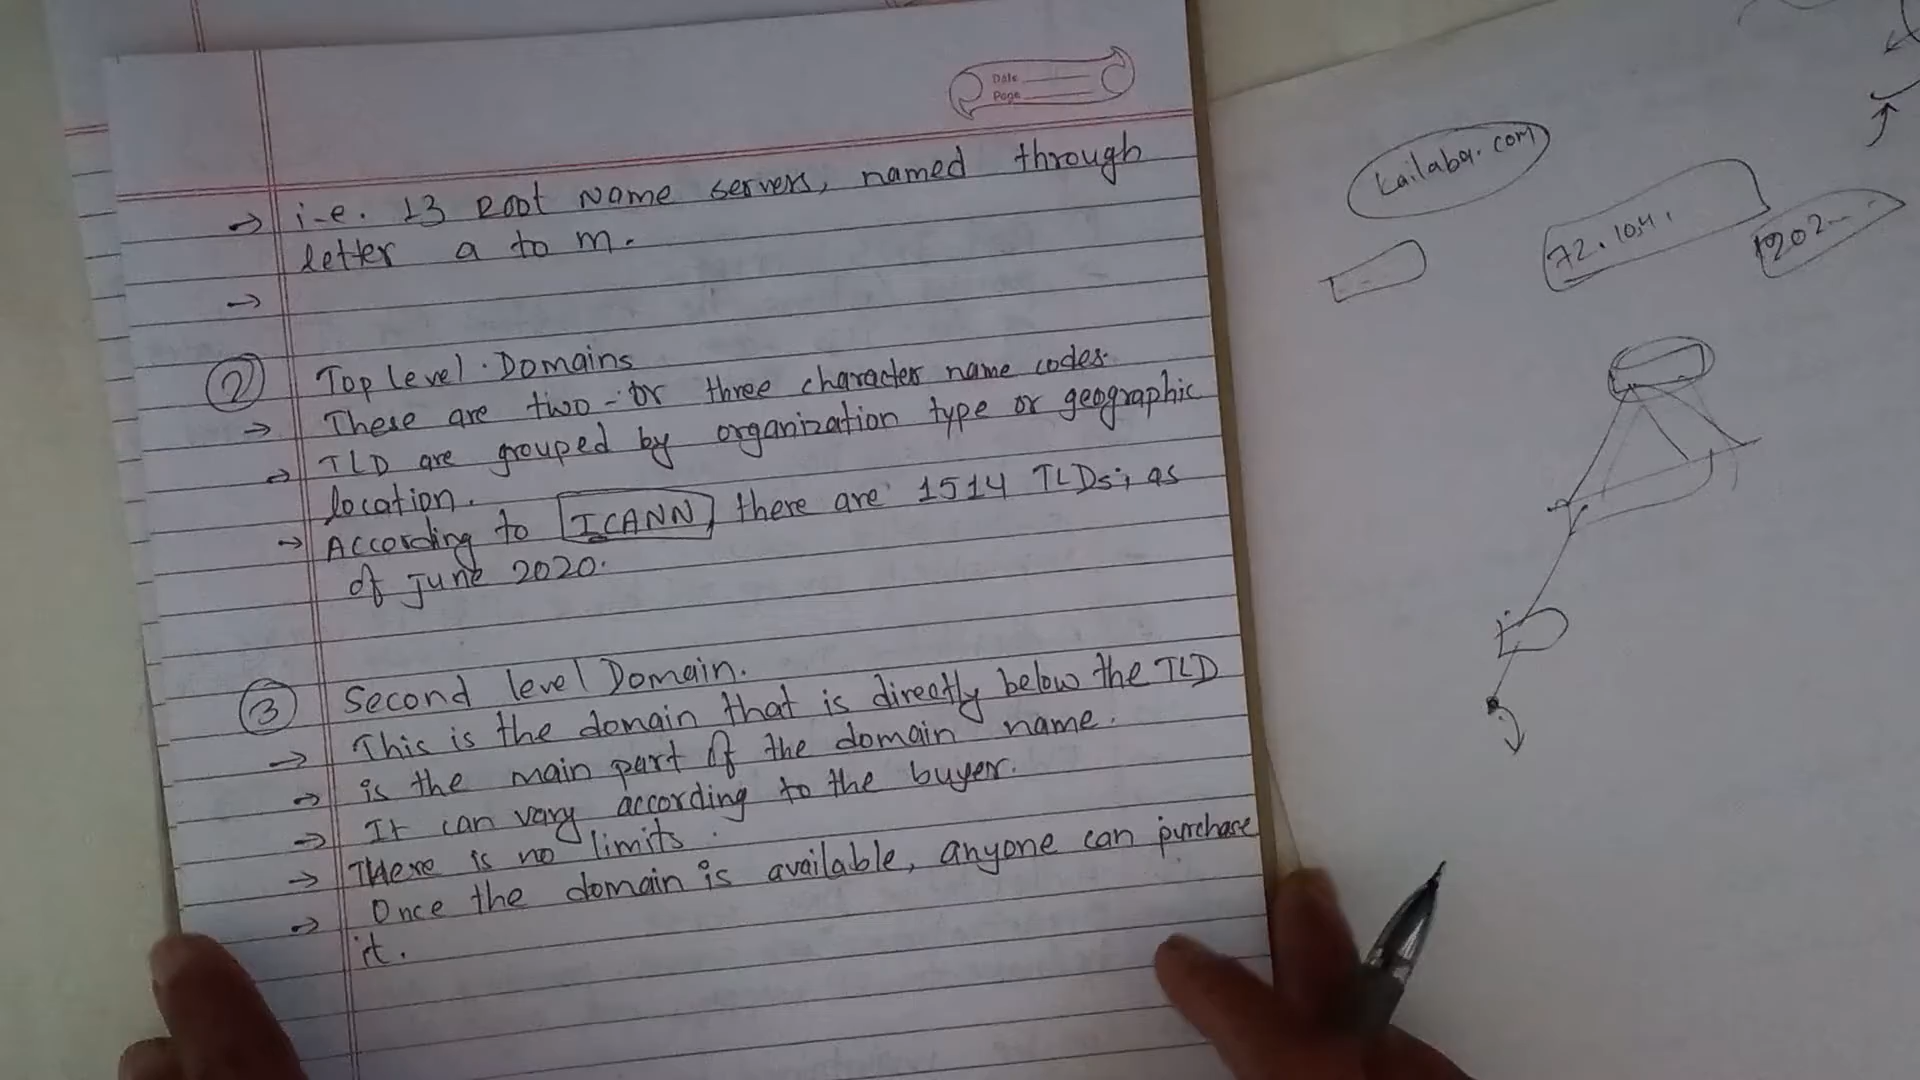 Date
Page
→ i-e. 13 Root Name servers, named through
letter a to m.
→
② Top level Domains
→ These are two-or three character name codes.
→ TLD are grouped by organization type or geographic
location.
→ According to ICANN, there are 1514 TLDs; as
of june 2020.
③ Second level Domain.
→ This is the domain that is directly below the TLD
→ is the main part of the domain name.
→ It can vary according to the buyer.
→ There is no limits.
→ Once the domain is available, anyone can purchase
it.
kailaba.com
72.104.
202--